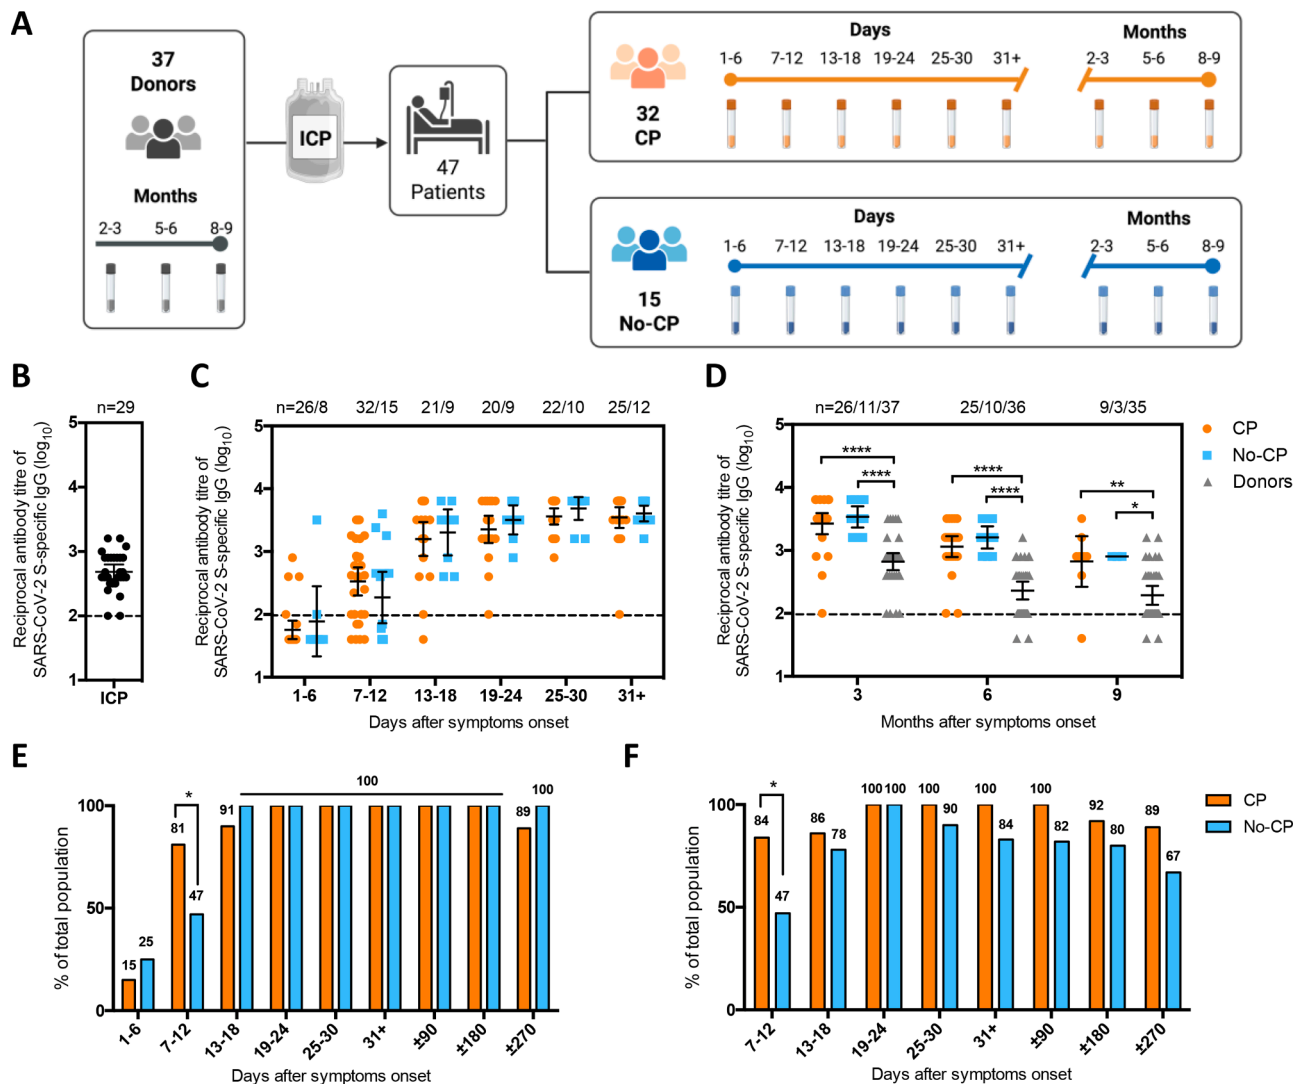 A
37
Donors
Months
2-3 5-6 8-9
ICP
47
Patients
32
CP
Days Months
1-6 7-12 13-18 19-24 25-30 31+ 2-3 5-6 8-9
15
No-CP
Days Months
1-6 7-12 13-18 19-24 25-30 31+ 2-3 5-6 8-9
B
n=29
Reciprocal antibody titre of
SARS-CoV-2 S-specific IgG (log10)
5
4
3
2
1
ICP
C
n=26/8 32/15 21/9 20/9 22/10 25/12
Reciprocal antibody titre of
SARS-CoV-2 S-specific IgG (log10)
5
4
3
2
1
1-6 7-12 13-18 19-24 25-30 31+
Days after symptoms onset
D
n=26/11/37 25/10/36 9/3/35
Reciprocal antibody titre of
SARS-CoV-2 S-specific IgG (log10)
5
4
3
2
1
**** **** **
**** **** *
3 6 9
Months after symptoms onset
CP
No-CP
Donors
E
% of total population
100
50
0
15 25 81 47 91 100 89 100
*
1-6 7-12 13-18 19-24 25-30 31+ ±90 ±180 ±270
Days after symptoms onset
F
% of total population
100
50
0
84 47 86 78 100 100 100 90 100 84 100 82 92 80 89 67
*
7-12 13-18 19-24 25-30 31+ ±90 ±180 ±270
Days after symptoms onset
CP
No-CP